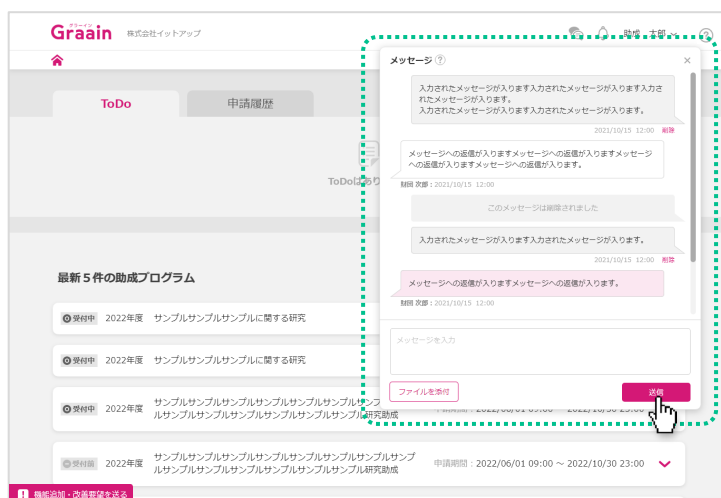 グラーイン
Graain
株式会社イットアップ
助成 太郎
ToDo
申請履歴
ToDoはあり
最新５件の助成プログラム
受付中 2022年度 サンプルサンプルサンプルに関する研究
受付中 2022年度 サンプルサンプルサンプルに関する研究
受付中 2022年度
サンプルサンプルサンプルサンプルサンプルサンプルサンプ
ルサンプルサンプルサンプルサンプルサンプルサンプル研究助成
2022/06/01 09:00 ～ 2022/10/30 23:00
受付前 2022年度
サンプルサンプルサンプルサンプルサンプルサンプルサンプ
ルサンプルサンプルサンプルサンプルサンプルサンプル研究助成
申請期間：2022/06/01 09:00 ～ 2022/10/30 23:00
機能追加・改善要望を送る
メッセージ ?
入力されたメッセージが入ります入力されたメッセージが入ります入力さ
れたメッセージが入ります。
入力されたメッセージが入ります入力されたメッセージが入ります。
2021/10/15 12:00 削除
メッセージへの返信が入りますメッセージへの返信が入りますメッセージ
への返信が入りますメッセージへの返信が入ります。
財団 次郎：2021/10/15 12:00
このメッセージは削除されました
入力されたメッセージが入ります入力されたメッセージが入ります。
2021/10/15 12:00 削除
メッセージへの返信が入りますメッセージへの返信が入ります。
財団 次郎：2021/10/15 12:00
メッセージを入力
ファイルを添付
送信